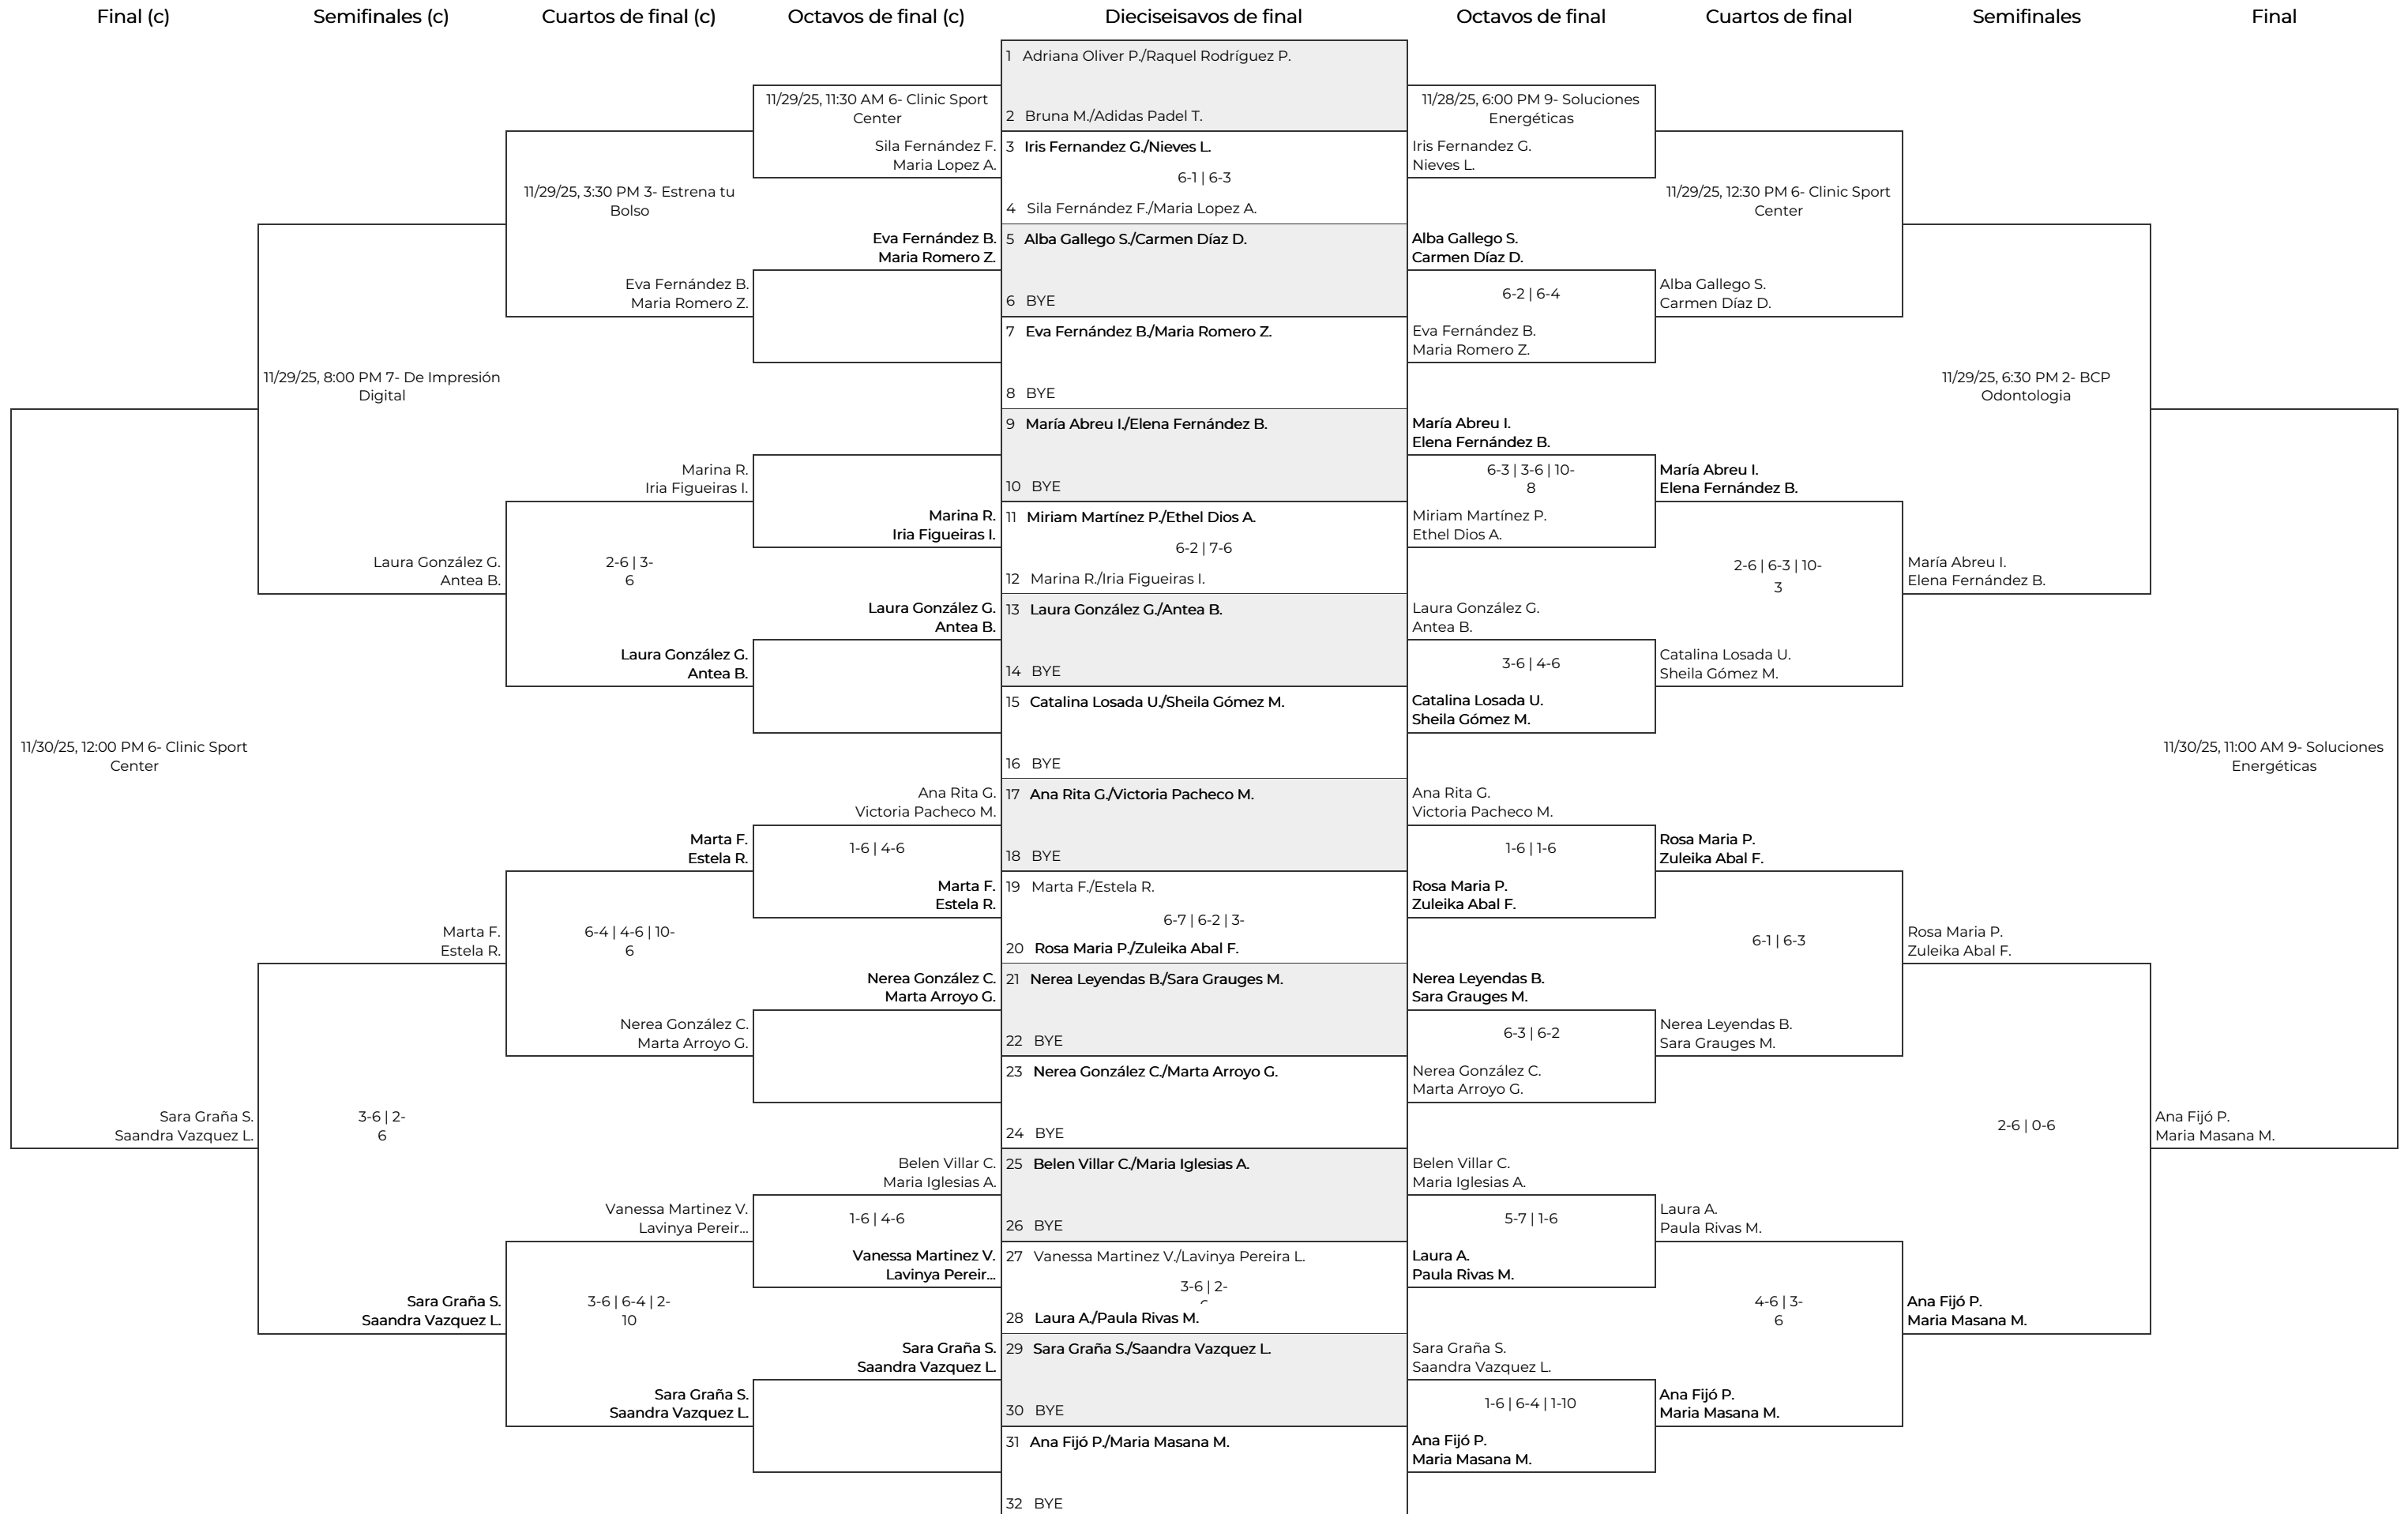 Final (c)
Semifinales (c)
Cuartos de final (c)
Octavos de final (c)
Dieciseisavos de final
Octavos de final
Cuartos de final
Semifinales
Final
11/30/25, 12:00 PM 6- Clinic Sport
Center
Sara Graña S.
Saandra Vazquez L.
11/29/25, 8:00 PM 7- De Impresión
Digital
Laura González G.
Antea B.
Marta F.
Estela R.
3-6 | 2-
6
Sara Graña S.
Saandra Vazquez L.
11/29/25, 3:30 PM 3- Estrena tu
Bolso
Eva Fernández B.
Maria Romero Z.
Marina R.
Iria Figueiras I.
2-6 | 3-
6
Laura González G.
Antea B.
Marta F.
Estela R.
6-4 | 4-6 | 10-
6
Nerea González C.
Marta Arroyo G.
Vanessa Martinez V.
Lavinya Pereir...
3-6 | 6-4 | 2-
10
Sara Graña S.
Saandra Vazquez L.
11/29/25, 11:30 AM 6- Clinic Sport
Center
Sila Fernández F.
Maria Lopez A.
Eva Fernández B.
Maria Romero Z.
Marina R.
Iria Figueiras I.
Laura González G.
Antea B.
Ana Rita G.
Victoria Pacheco M.
1-6 | 4-6
Marta F.
Estela R.
Nerea González C.
Marta Arroyo G.
Belen Villar C.
Maria Iglesias A.
1-6 | 4-6
Vanessa Martinez V.
Lavinya Pereir...
Sara Graña S.
Saandra Vazquez L.
1 Adriana Oliver P./Raquel Rodríguez P.
2 Bruna M./Adidas Padel T.
3 Iris Fernandez G./Nieves L.
6-1 | 6-3
4 Sila Fernández F./Maria Lopez A.
5 Alba Gallego S./Carmen Díaz D.
6 BYE
7 Eva Fernández B./Maria Romero Z.
8 BYE
9 María Abreu I./Elena Fernández B.
10 BYE
11 Miriam Martínez P./Ethel Dios A.
6-2 | 7-6
12 Marina R./Iria Figueiras I.
13 Laura González G./Antea B.
14 BYE
15 Catalina Losada U./Sheila Gómez M.
16 BYE
17 Ana Rita G./Victoria Pacheco M.
18 BYE
19 Marta F./Estela R.
6-7 | 6-2 | 3-
20 Rosa Maria P./Zuleika Abal F.
21 Nerea Leyendas B./Sara Grauges M.
22 BYE
23 Nerea González C./Marta Arroyo G.
24 BYE
25 Belen Villar C./Maria Iglesias A.
26 BYE
27 Vanessa Martinez V./Lavinya Pereira L.
3-6 | 2-
28 Laura A./Paula Rivas M.
29 Sara Graña S./Saandra Vazquez L.
30 BYE
31 Ana Fijó P./Maria Masana M.
32 BYE
11/28/25, 6:00 PM 9- Soluciones
Energéticas
Iris Fernandez G.
Nieves L.
Alba Gallego S.
Carmen Díaz D.
6-2 | 6-4
Eva Fernández B.
Maria Romero Z.
María Abreu I.
Elena Fernández B.
6-3 | 3-6 | 10-
8
Miriam Martínez P.
Ethel Dios A.
Laura González G.
Antea B.
3-6 | 4-6
Catalina Losada U.
Sheila Gómez M.
Ana Rita G.
Victoria Pacheco M.
1-6 | 1-6
Rosa Maria P.
Zuleika Abal F.
Nerea Leyendas B.
Sara Grauges M.
6-3 | 6-2
Nerea González C.
Marta Arroyo G.
Belen Villar C.
Maria Iglesias A.
5-7 | 1-6
Laura A.
Paula Rivas M.
Sara Graña S.
Saandra Vazquez L.
1-6 | 6-4 | 1-10
Ana Fijó P.
Maria Masana M.
11/29/25, 12:30 PM 6- Clinic Sport
Center
Alba Gallego S.
Carmen Díaz D.
María Abreu I.
Elena Fernández B.
2-6 | 6-3 | 10-
3
Catalina Losada U.
Sheila Gómez M.
Rosa Maria P.
Zuleika Abal F.
6-1 | 6-3
Nerea Leyendas B.
Sara Grauges M.
Laura A.
Paula Rivas M.
4-6 | 3-
6
Ana Fijó P.
Maria Masana M.
11/29/25, 6:30 PM 2- BCP
Odontologia
María Abreu I.
Elena Fernández B.
Rosa Maria P.
Zuleika Abal F.
2-6 | 0-6
Ana Fijó P.
Maria Masana M.
11/30/25, 11:00 AM 9- Soluciones
Energéticas
Ana Fijó P.
Maria Masana M.